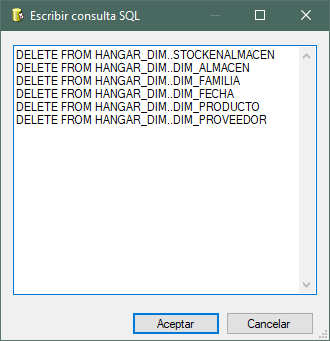 Escribir consulta SQL
DELETE FROM HANGAR_DIM..STOCKENALMACEN
DELETE FROM HANGAR_DIM..DIM_ALMACEN
DELETE FROM HANGAR_DIM..DIM_FAMILIA
DELETE FROM HANGAR_DIM..DIM_FECHA
DELETE FROM HANGAR_DIM..DIM_PRODUCTO
DELETE FROM HANGAR_DIM..DIM_PROVEEDOR
Aceptar
Cancelar